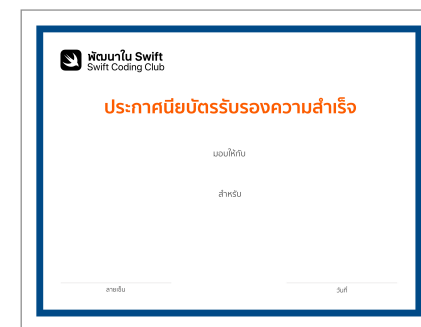 พัฒนาใน Swift
Swift Coding Club
ประกาศนียบัตรรับรองความสำเร็จ
มอบให้กับ
สำหรับ
ลายเซ็น
วันที่